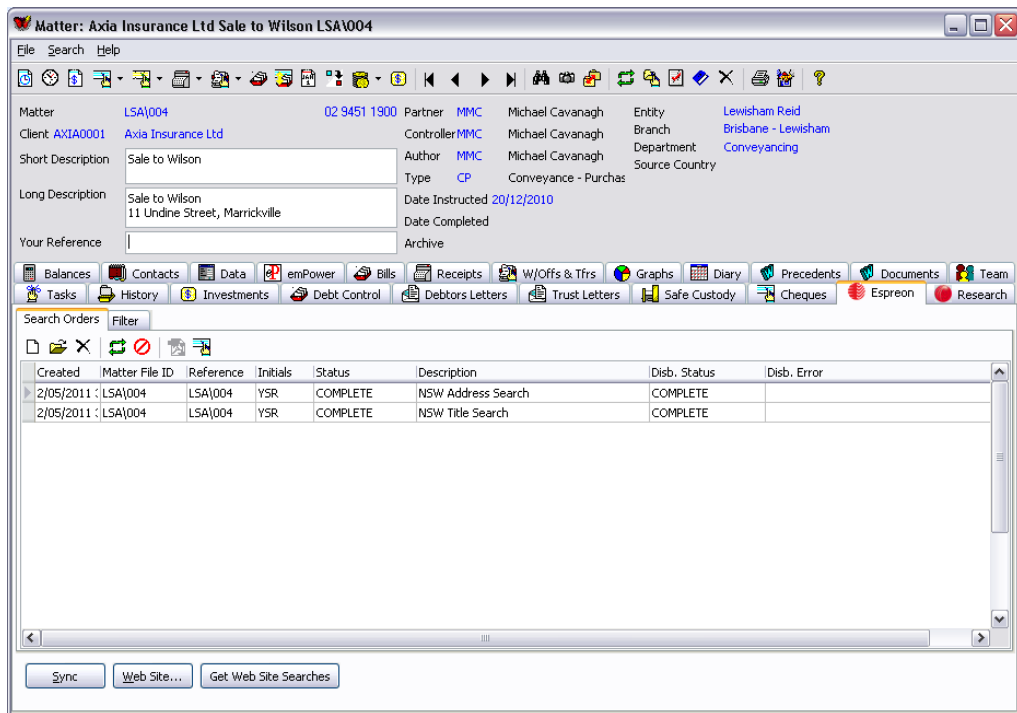 Matter: Axia Insurance Ltd Sale to Wilson LSA\004
File Search Help
Matter LSA\004 02 9451 1900 Partner MMC Michael Cavanagh Entity Lewisham Reid
Client AXIA0001 Axia Insurance Ltd Controller MMC Michael Cavanagh Branch Brisbane - Lewisham
Short Description Sale to Wilson Author MMC Michael Cavanagh Department Conveyancing
Type CP Conveyance - Purchas Source Country
Long Description Sale to Wilson Date Instructed 20/12/2010
11 Undine Street, Marrickville
Date Completed
Your Reference Archive
Balances Contacts Data emPower Bills Receipts W/Offs & Tfrs Graphs Diary Precedents Documents Team
Tasks History Investments Debt Control Debtors Letters Trust Letters Safe Custody Cheques Espreon Research
Search Orders Filter
Created Matter File ID Reference Initials Status Description Disb. Status Disb. Error
2/05/2011 LSA\004 LSA\004 YSR COMPLETE NSW Address Search COMPLETE
2/05/2011 LSA\004 LSA\004 YSR COMPLETE NSW Title Search COMPLETE
Sync Web Site... Get Web Site Searches